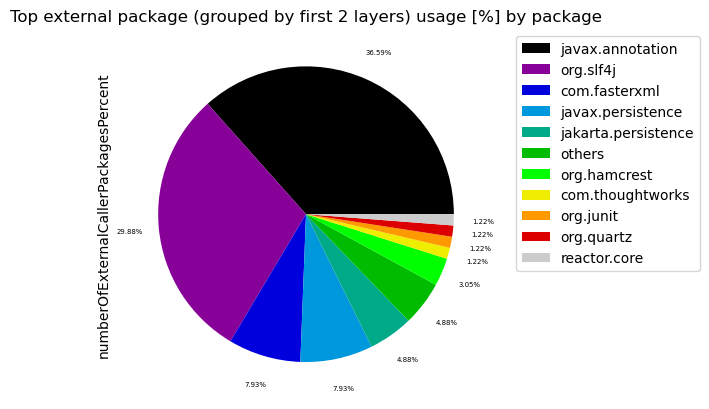 Top external package (grouped by first 2 layers) usage [%] by package
numberOfExternalCallerPackagesPercent
36.59%
29.88%
7.93%
7.93%
4.88%
4.88%
3.05%
1.22%
1.22%
1.22%
1.22%
javax.annotation
org.slf4j
com.fasterxml
javax.persistence
jakarta.persistence
others
org.hamcrest
com.thoughtworks
org.junit
org.quartz
reactor.core